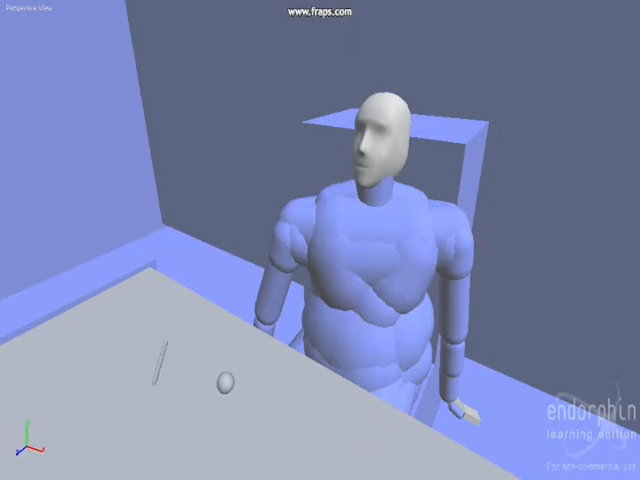 Perspective View
www.fraps.com
endorphin
learning edition
For non-commercial use